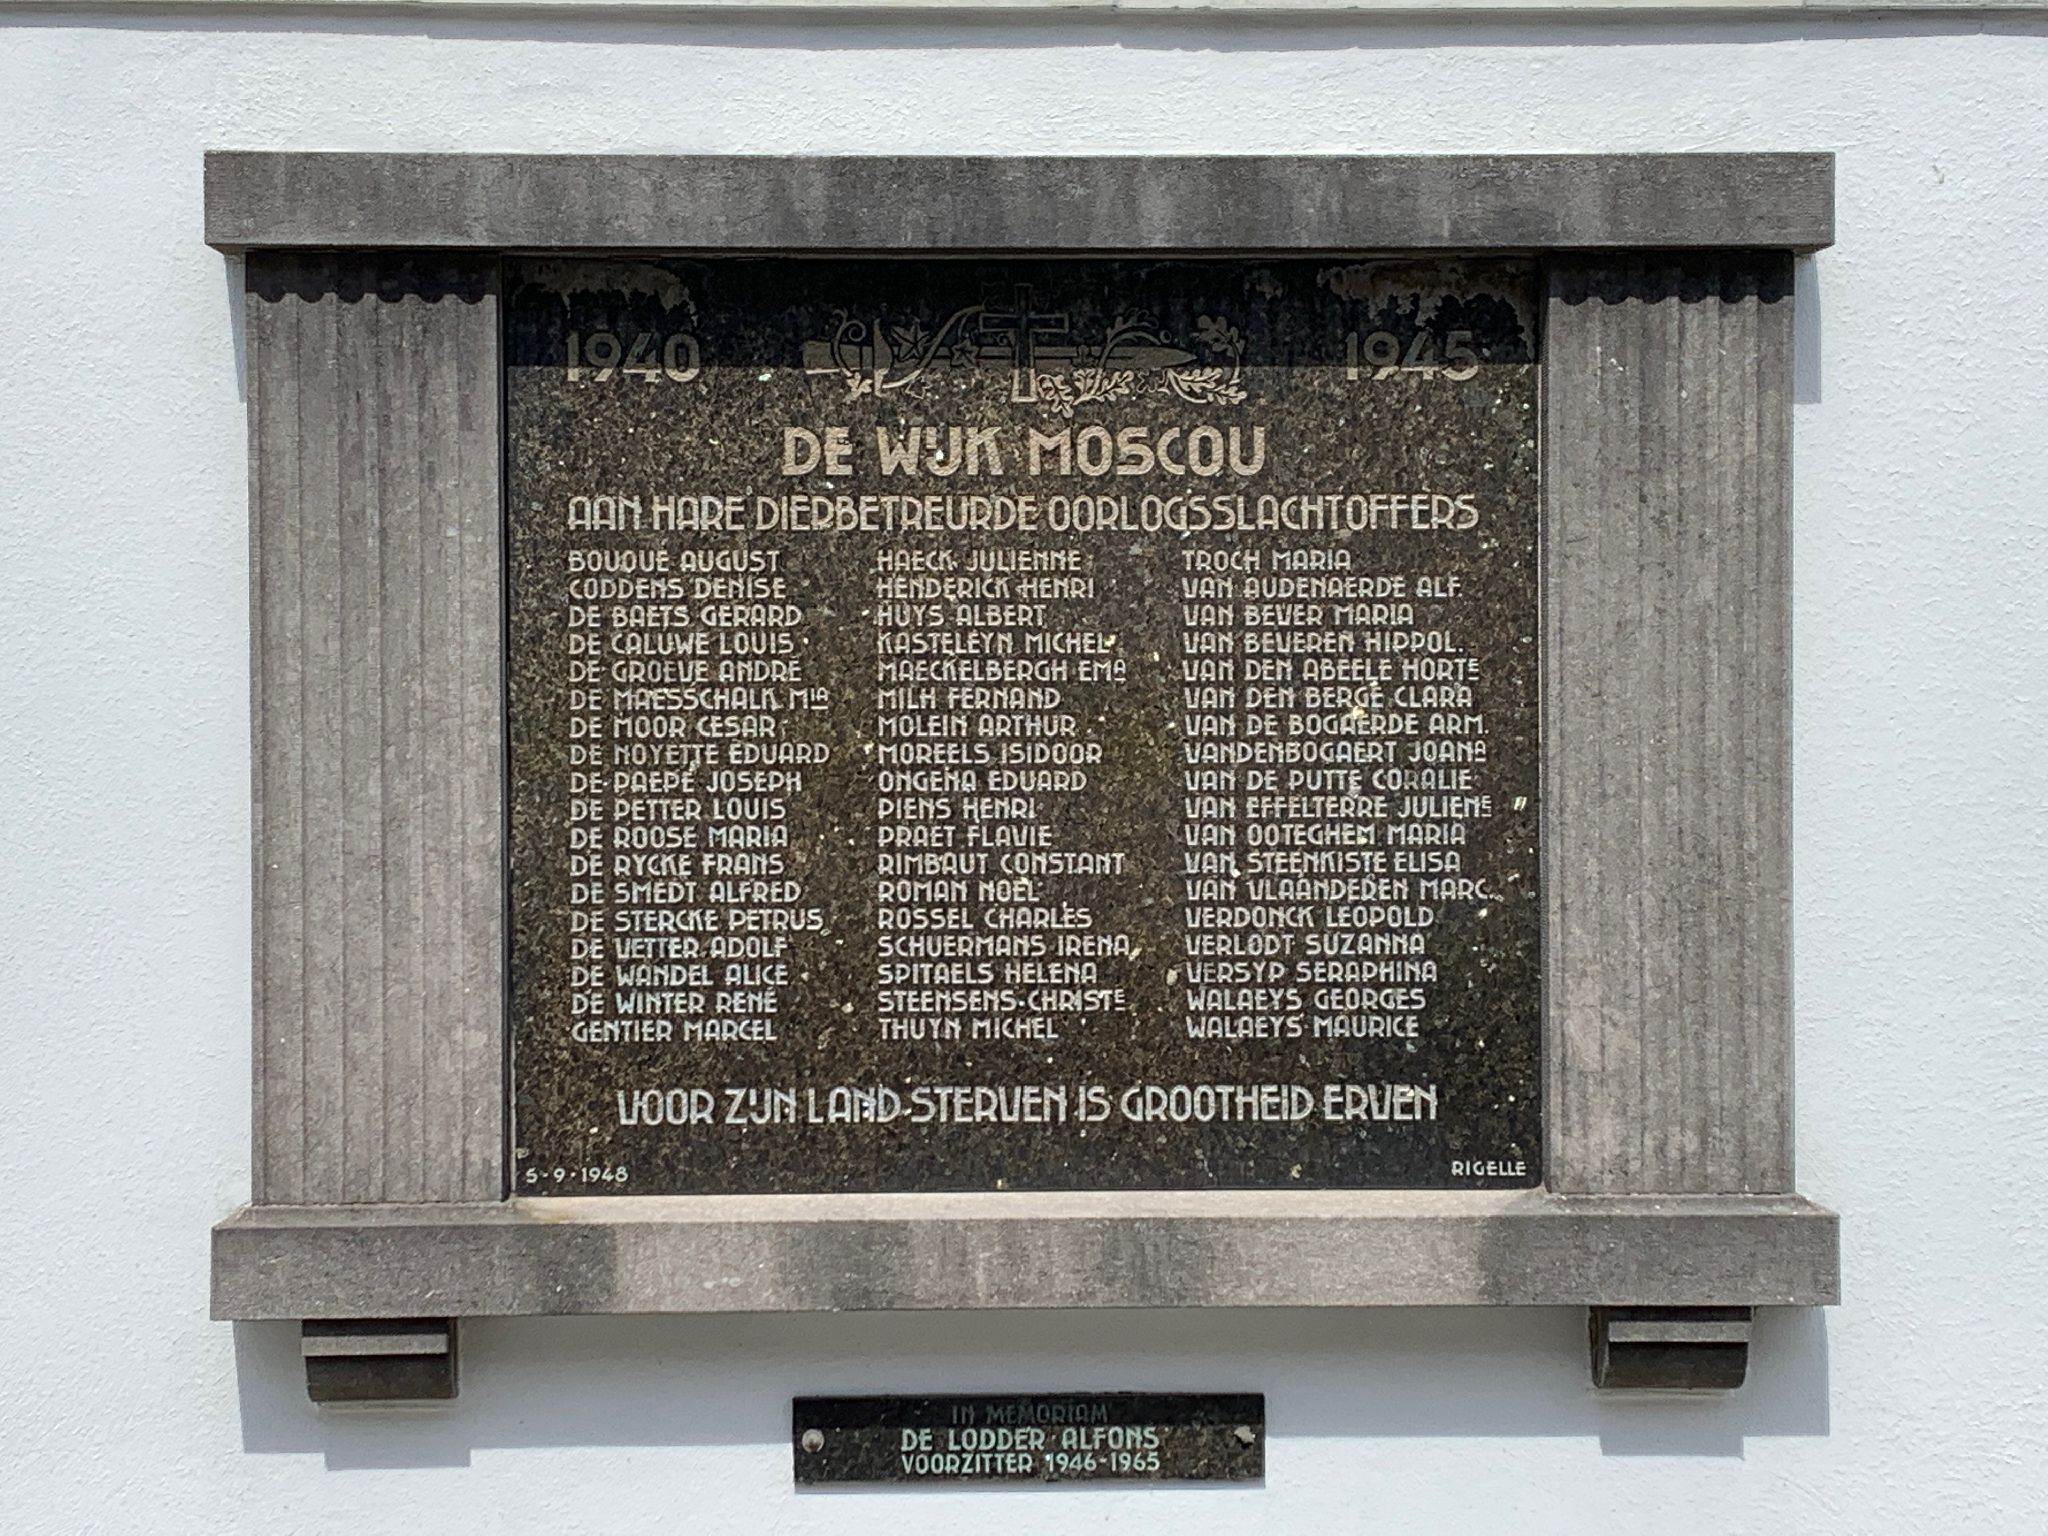 1940 1945
DE WIJK MOSCOU
AAN HARE DIERBETREURDE OORLOGSSLACHTOFFERS
BOUQUÉ AUGUST
CODDENS DENISE
DE BAETS GERARD
DE CALUWE LOUIS
DE GROEVE ANDRÉ
DE MAESSCHALK MIA
DE MOOR CESAR
DE NOYETTE EDUARD
DE PAEPE JOSEPH
DE PETTER LOUIS
DE ROOSE MARIA
DE RYCKE FRANS
DE SMEDT ALFRED
DE STERCKE PETRUS
DE VETTER ADOLF
DE WANDEL ALICE
DE WINTER RENÉ
GENTIER MARCEL
HAECK JULIENNE
HENDERICK HENRI
HUYS ALBERT
KASTELEYN MICHEL
MAECKELBERGH EMA
MILH FERNAND
MOLEIN ARTHUR
MOREELS ISIDOOR
ONGENA EDUARD
PIENS HENRI
PRAET FLAVIE
RIMBAUT CONSTANT
ROMAN NOËL
ROSSEL CHARLES
SCHUERMANS IRENA
SPITAELS HELENA
STEENSENS CHRISTE
THUYN MICHEL
TROCH MARIA
VAN AUDENAERDE ALF.
VAN BEVER MARIA
VAN BEVEREN HIPPOL.
VAN DEN ABEELE HORTE
VAN DEN BERGE CLARA
VAN DE BOGAERDE ARM.
VANDENBOGAERT JOANA
VAN DE PUTTE CORALIE
VAN EFFELTERRE JULIENE
VAN OOTEGHEM MARIA
VAN STEENKISTE ELISA
VAN VLAANDEREN MARC.
VERDONCK LEOPOLD
VERLODT SUZANNA
VERSYP SERAPHINA
WALAEYS GEORGES
WALAEYS MAURICE
VOOR ZIJN LAND STERVEN IS GROOTHEID ERVEN
5-9-1948 RIGELLE
IN MEMORIAM
DE LODDER ALFONS
VOORZITTER 1946-1965